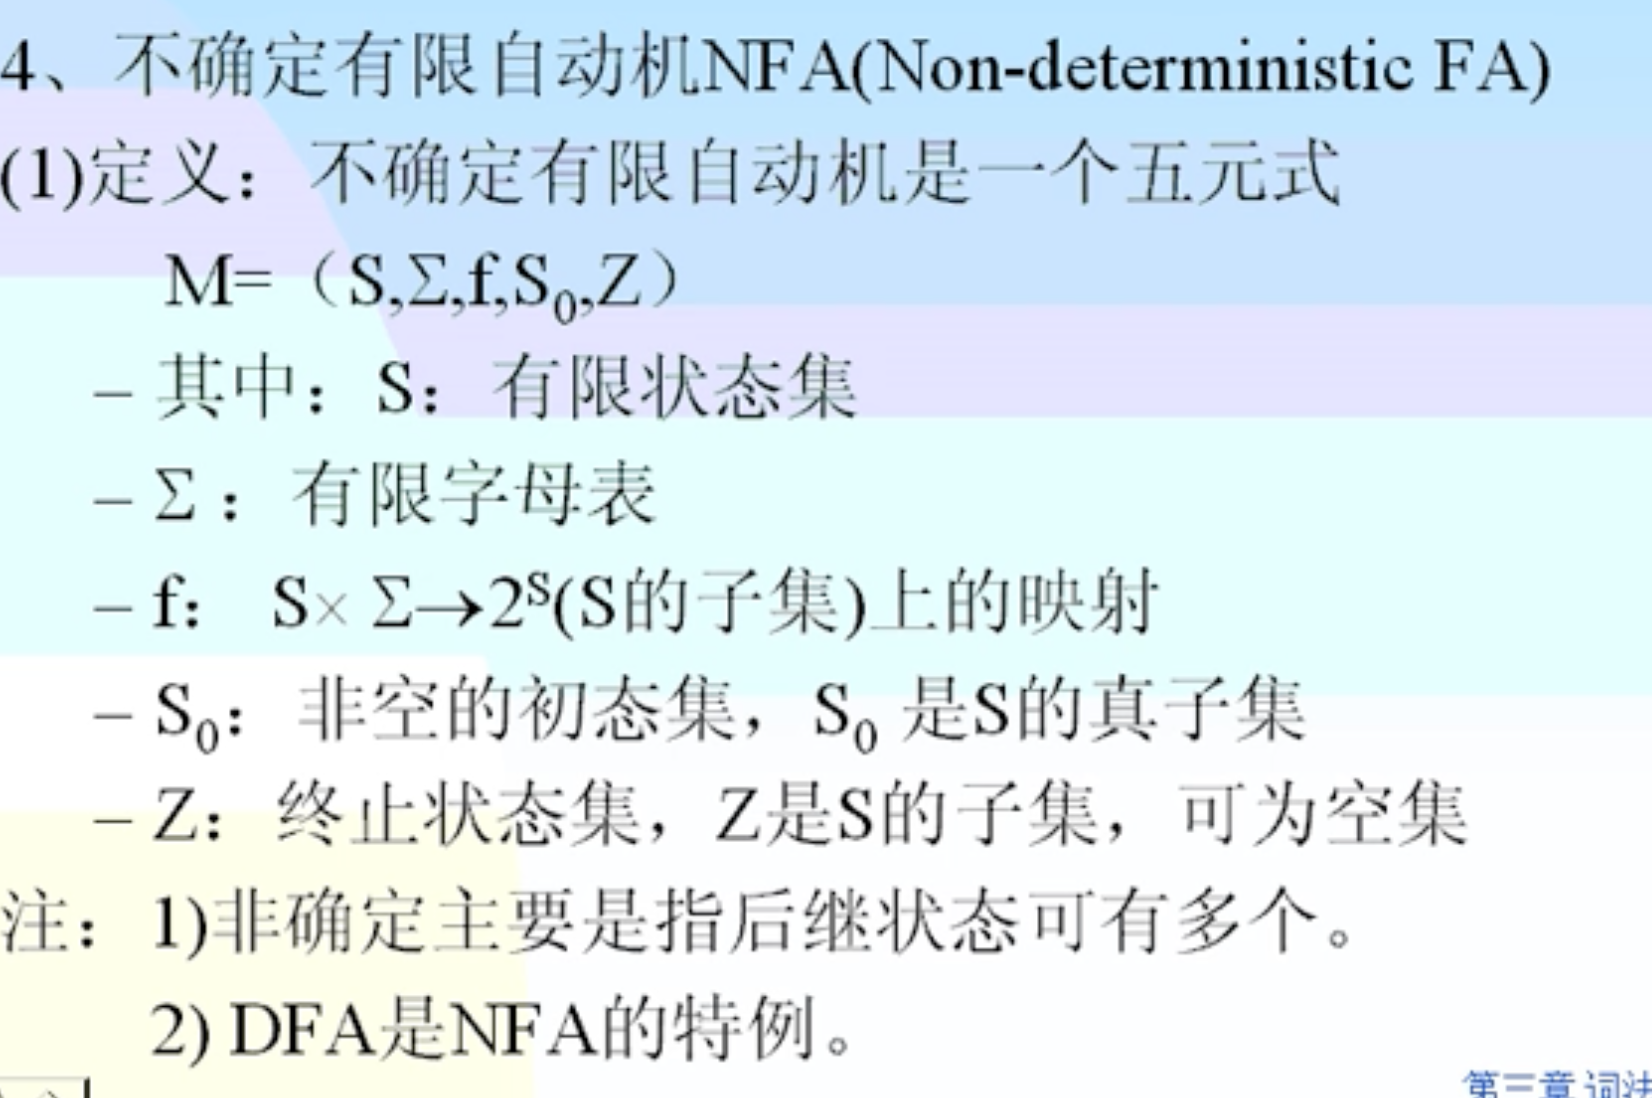 4、不确定有限自动机NFA(Non-deterministic FA)
(1)定义：不确定有限自动机是一个五元式
M=（S,Σ,f,S₀,Z）
– 其中：S：有限状态集
– Σ：有限字母表
– f： S× Σ→2ˢ(S的子集)上的映射
– S₀：非空的初态集，S₀ 是S的真子集
– Z：终止状态集，Z是S的子集，可为空集
注：1)非确定主要是指后继状态可有多个。
2) DFA是NFA的特例。
第三章 词法